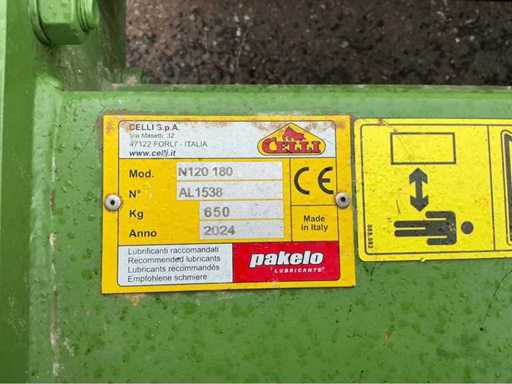 CELLI S.p.A.
Via Masetti, 32
47122 FORLI' - ITALIA
www.celli.it
CELLI
Mod. N120 180
N° AL1538
Kg 650
Anno 2024
CE
Made in Italy
Lubrificanti raccomandati
Recommended lubricants
Lubricants recommandés
Empfohlene schmiere
pakelo
LUBRICANTS